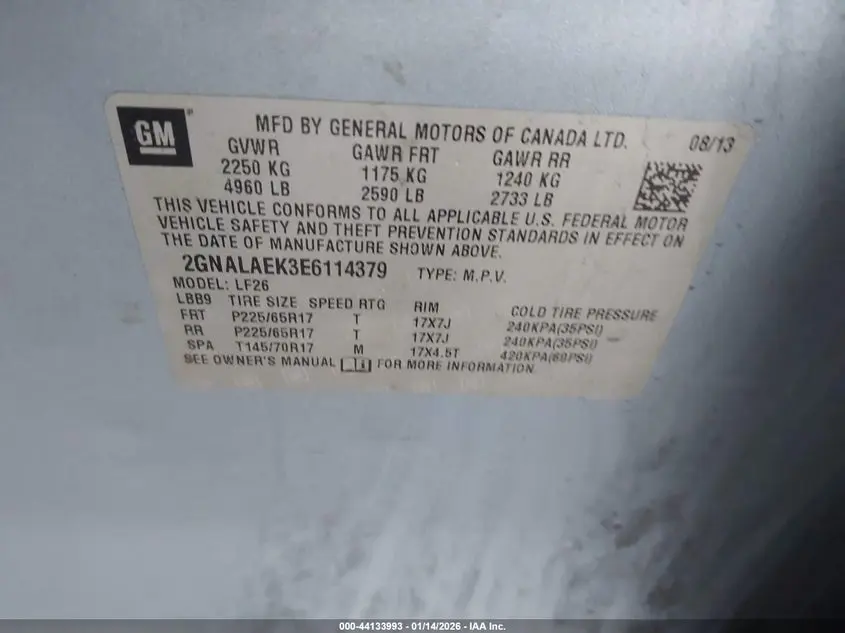 GM
MFD BY GENERAL MOTORS OF CANADA LTD. 08/13
GVWR GAWR FRT GAWR RR
2250 KG 1175 KG 1240 KG
4960 LB 2590 LB 2733 LB
THIS VEHICLE CONFORMS TO ALL APPLICABLE U.S. FEDERAL MOTOR
VEHICLE SAFETY AND THEFT PREVENTION STANDARDS IN EFFECT ON
THE DATE OF MANUFACTURE SHOWN ABOVE.
2GNALAEK3E6114379 TYPE: M.P.V.
MODEL: LF26
LBB9 TIRE SIZE SPEED RTG RIM COLD TIRE PRESSURE
FRT P225/65R17 T 17X7J 240KPA(35PSI)
RR P225/65R17 T 17X7J 240KPA(35PSI)
SPA T145/70R17 M 17X4.5T 420KPA(60PSI)
SEE OWNER'S MANUAL FOR MORE INFORMATION
000-44133993 - 01/14/2026 - IAA Inc.